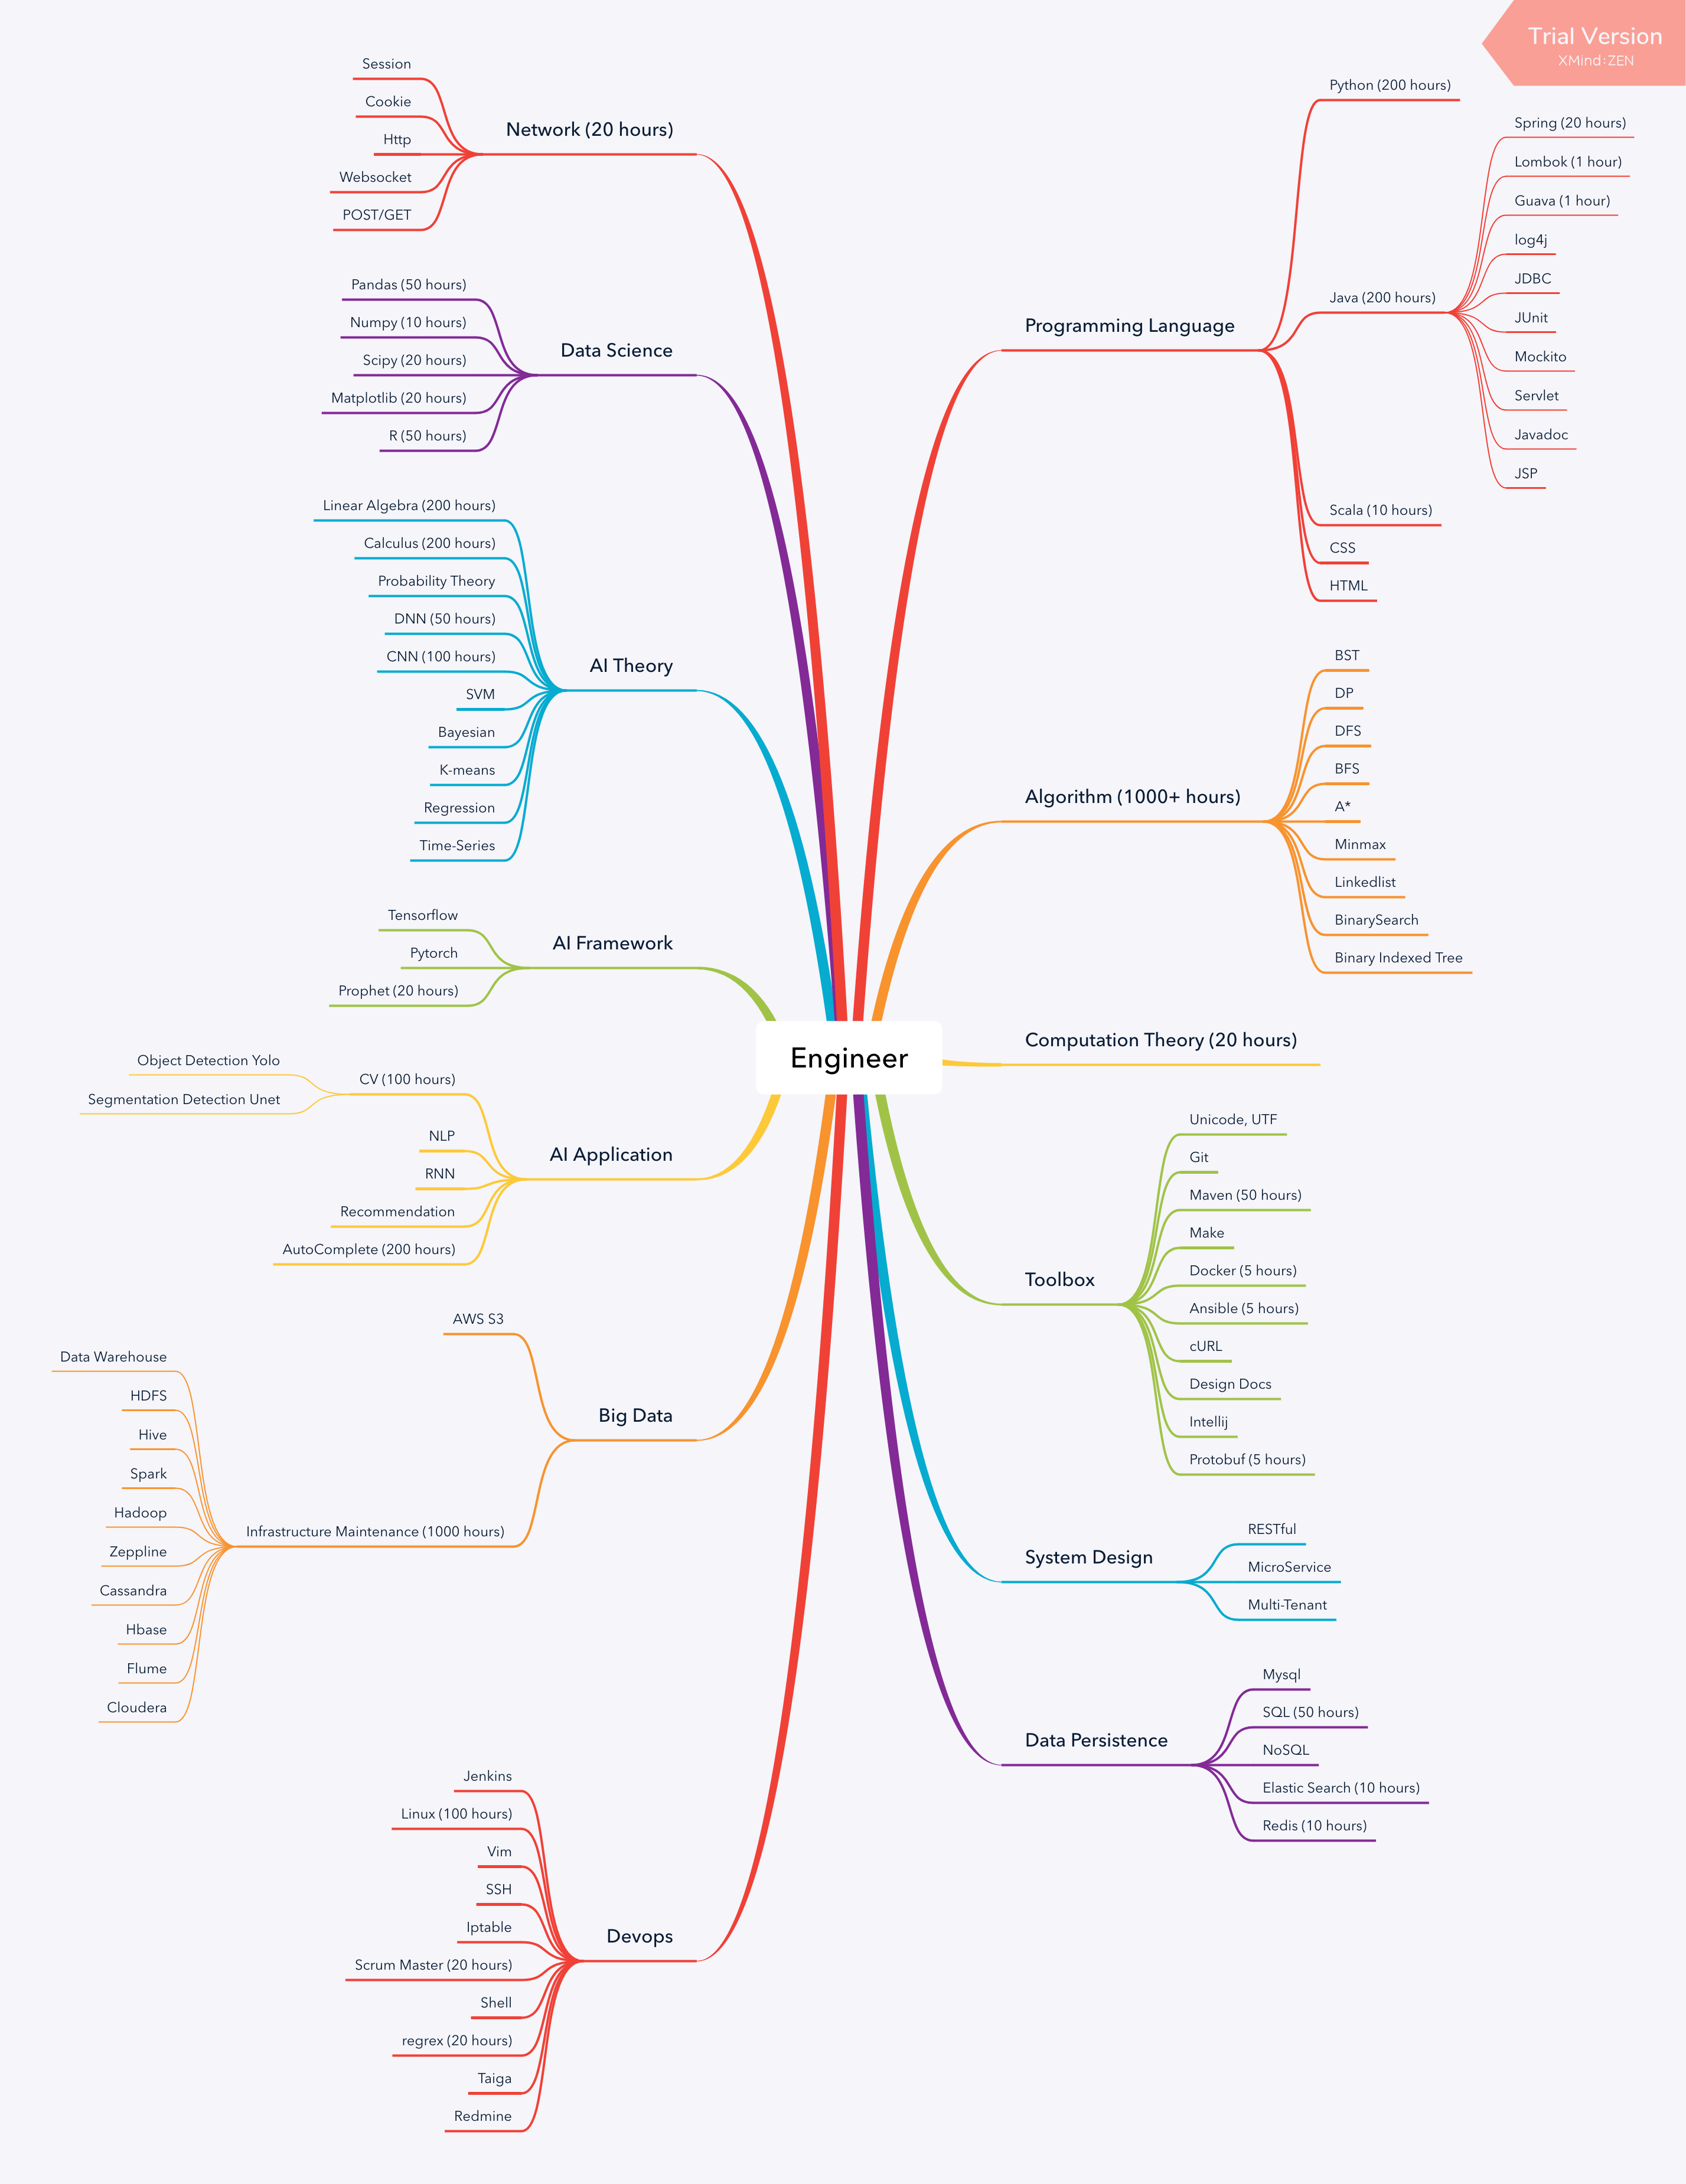 Trial Version
XMind:ZEN
Engineer
Programming Language
Python (200 hours)
Java (200 hours)
Spring (20 hours)
Lombok (1 hour)
Guava (1 hour)
log4j
JDBC
JUnit
Mockito
Servlet
Javadoc
JSP
Scala (10 hours)
CSS
HTML
Algorithm (1000+ hours)
BST
DP
DFS
BFS
A*
Minmax
Linkedlist
BinarySearch
Binary Indexed Tree
Computation Theory (20 hours)
Toolbox
Unicode, UTF
Git
Maven (50 hours)
Make
Docker (5 hours)
Ansible (5 hours)
cURL
Design Docs
Intellij
Protobuf (5 hours)
System Design
RESTful
MicroService
Multi-Tenant
Data Persistence
Mysql
SQL (50 hours)
NoSQL
Elastic Search (10 hours)
Redis (10 hours)
Network (20 hours)
Session
Cookie
Http
Websocket
POST/GET
Data Science
Pandas (50 hours)
Numpy (10 hours)
Scipy (20 hours)
Matplotlib (20 hours)
R (50 hours)
AI Theory
Linear Algebra (200 hours)
Calculus (200 hours)
Probability Theory
DNN (50 hours)
CNN (100 hours)
SVM
Bayesian
K-means
Regression
Time-Series
AI Framework
Tensorflow
Pytorch
Prophet (20 hours)
AI Application
CV (100 hours)
Object Detection Yolo
Segmentation Detection Unet
NLP
RNN
Recommendation
AutoComplete (200 hours)
Big Data
AWS S3
Infrastructure Maintenance (1000 hours)
Data Warehouse
HDFS
Hive
Spark
Hadoop
Zeppline
Cassandra
Hbase
Flume
Cloudera
Devops
Jenkins
Linux (100 hours)
Vim
SSH
Iptable
Scrum Master (20 hours)
Shell
regrex (20 hours)
Taiga
Redmine